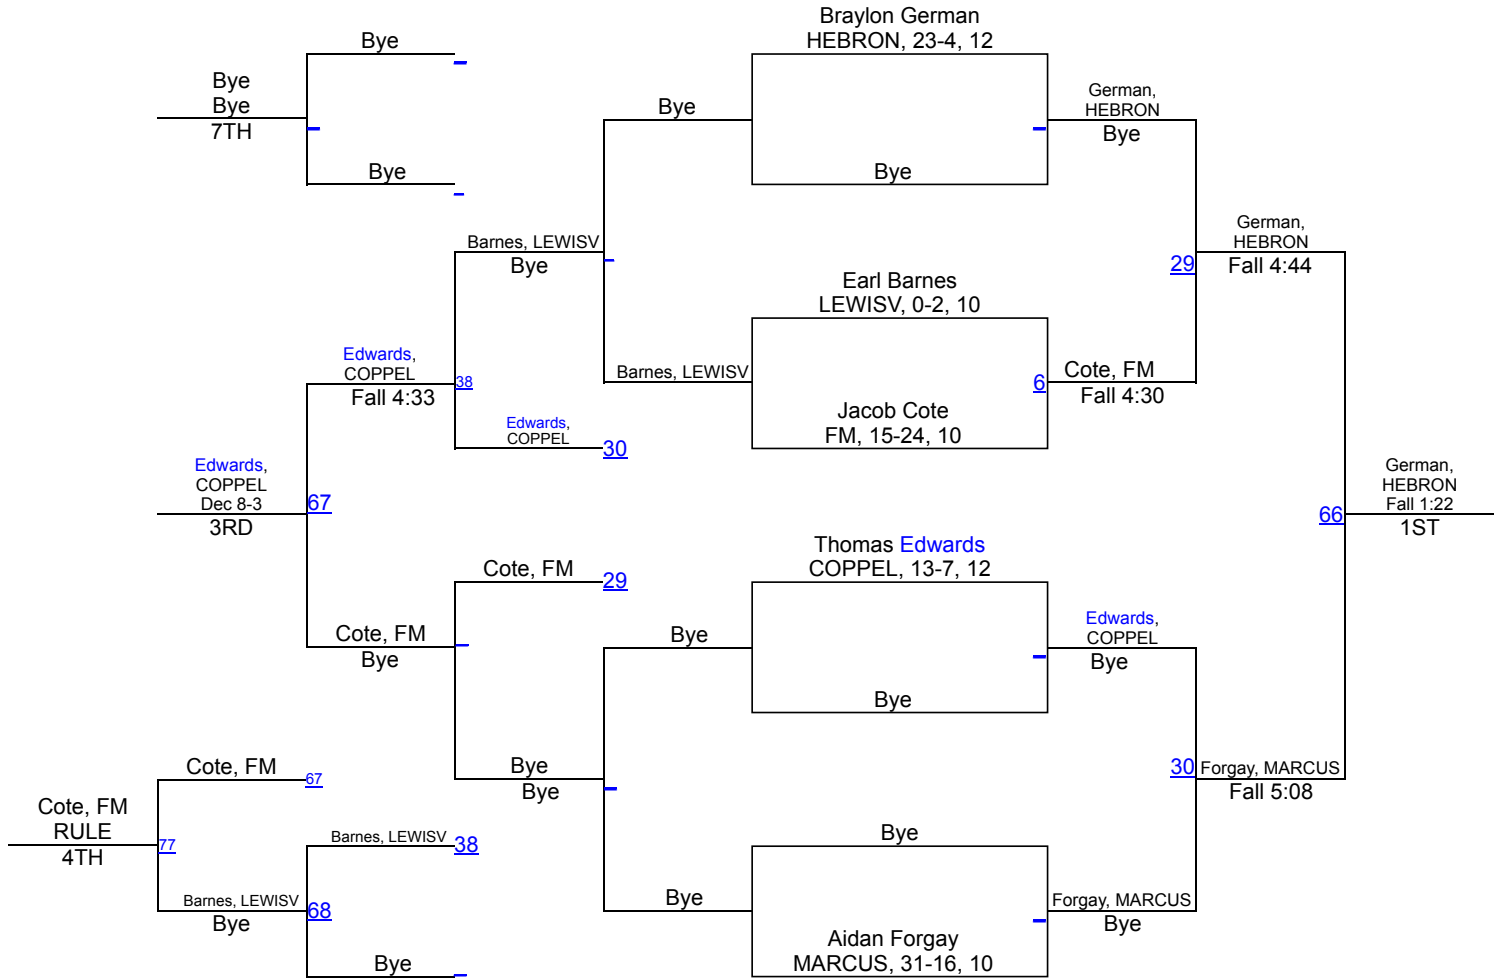 Braylon German
HEBRON, 23-4, 12
Bye
Bye
Bye
7TH
Bye
Bye
German,
HEBRON
Bye
Bye
Barnes, LEWISV
Bye
German,
HEBRON
29
Fall 4:44
Earl Barnes
LEWISV, 0-2, 10
Edwards,
COPPEL
38
Fall 4:33
Barnes, LEWISV
6
Cote, FM
Fall 4:30
Jacob Cote
FM, 15-24, 10
Edwards,
COPPEL
30
Edwards,
COPPEL
Dec 8-3
67
3RD
German,
HEBRON
Fall 1:22
66
1ST
Thomas Edwards
COPPEL, 13-7, 12
Cote, FM
29
Cote, FM
Bye
Bye
Edwards,
COPPEL
Bye
Bye
Cote, FM
67
Bye
Bye
30
Forgay, MARCUS
Fall 5:08
Cote, FM
RULE
77
4TH
Barnes, LEWISV
38
Bye
Barnes, LEWISV
68
Bye
Bye
Forgay, MARCUS
Bye
Aidan Forgay
MARCUS, 31-16, 10
Bye